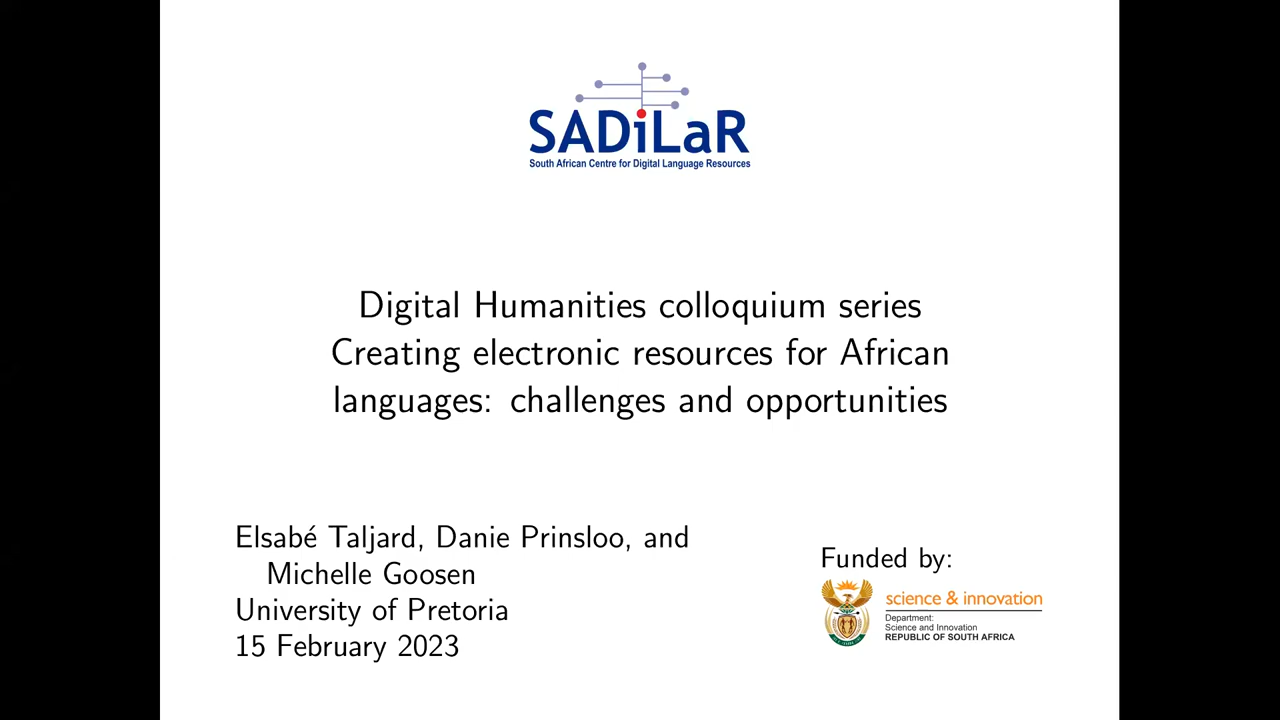 SADiLaR
South African Centre for Digital Language Resources
Digital Humanities colloquium series
Creating electronic resources for African
languages: challenges and opportunities
Elsabé Taljard, Danie Prinsloo, and
Michelle Goosen
University of Pretoria
15 February 2023
Funded by:
science & innovation
Department:
Science and Innovation
REPUBLIC OF SOUTH AFRICA